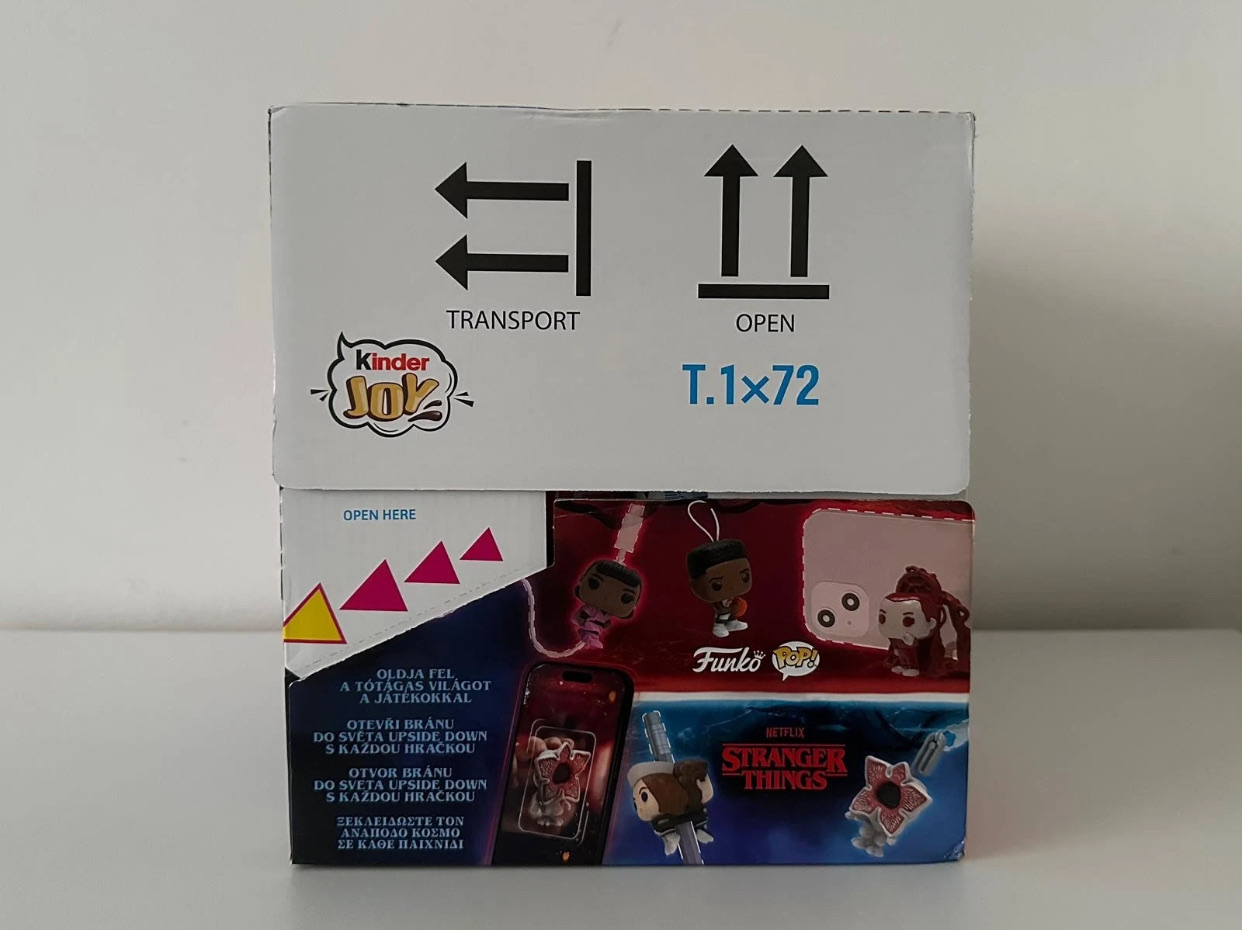 TRANSPORT
OPEN
Kinder
JOY
T.1×72
OPEN HERE
Funko POP!
OLDJA FEL
A TÓTÁGAS VILÁGOT
A JÁTÉKOKKAL
OTEVŘI BRÁNU
DO SVĚTA UPSIDE DOWN
S KAŽDOU HRAČKOU
OTVOR BRÁNU
DO SVETA UPSIDE DOWN
S KAŽDOU HRAČKOU
ΞΕΚΛΕΙΔΩΣΤΕ ΤΟΝ
ΑΝΑΠΟΔΟ ΚΟΣΜΟ
ΣΕ ΚΑΘΕ ΠΑΙΧΝΙΔΙ
NETFLIX
STRANGER
THINGS